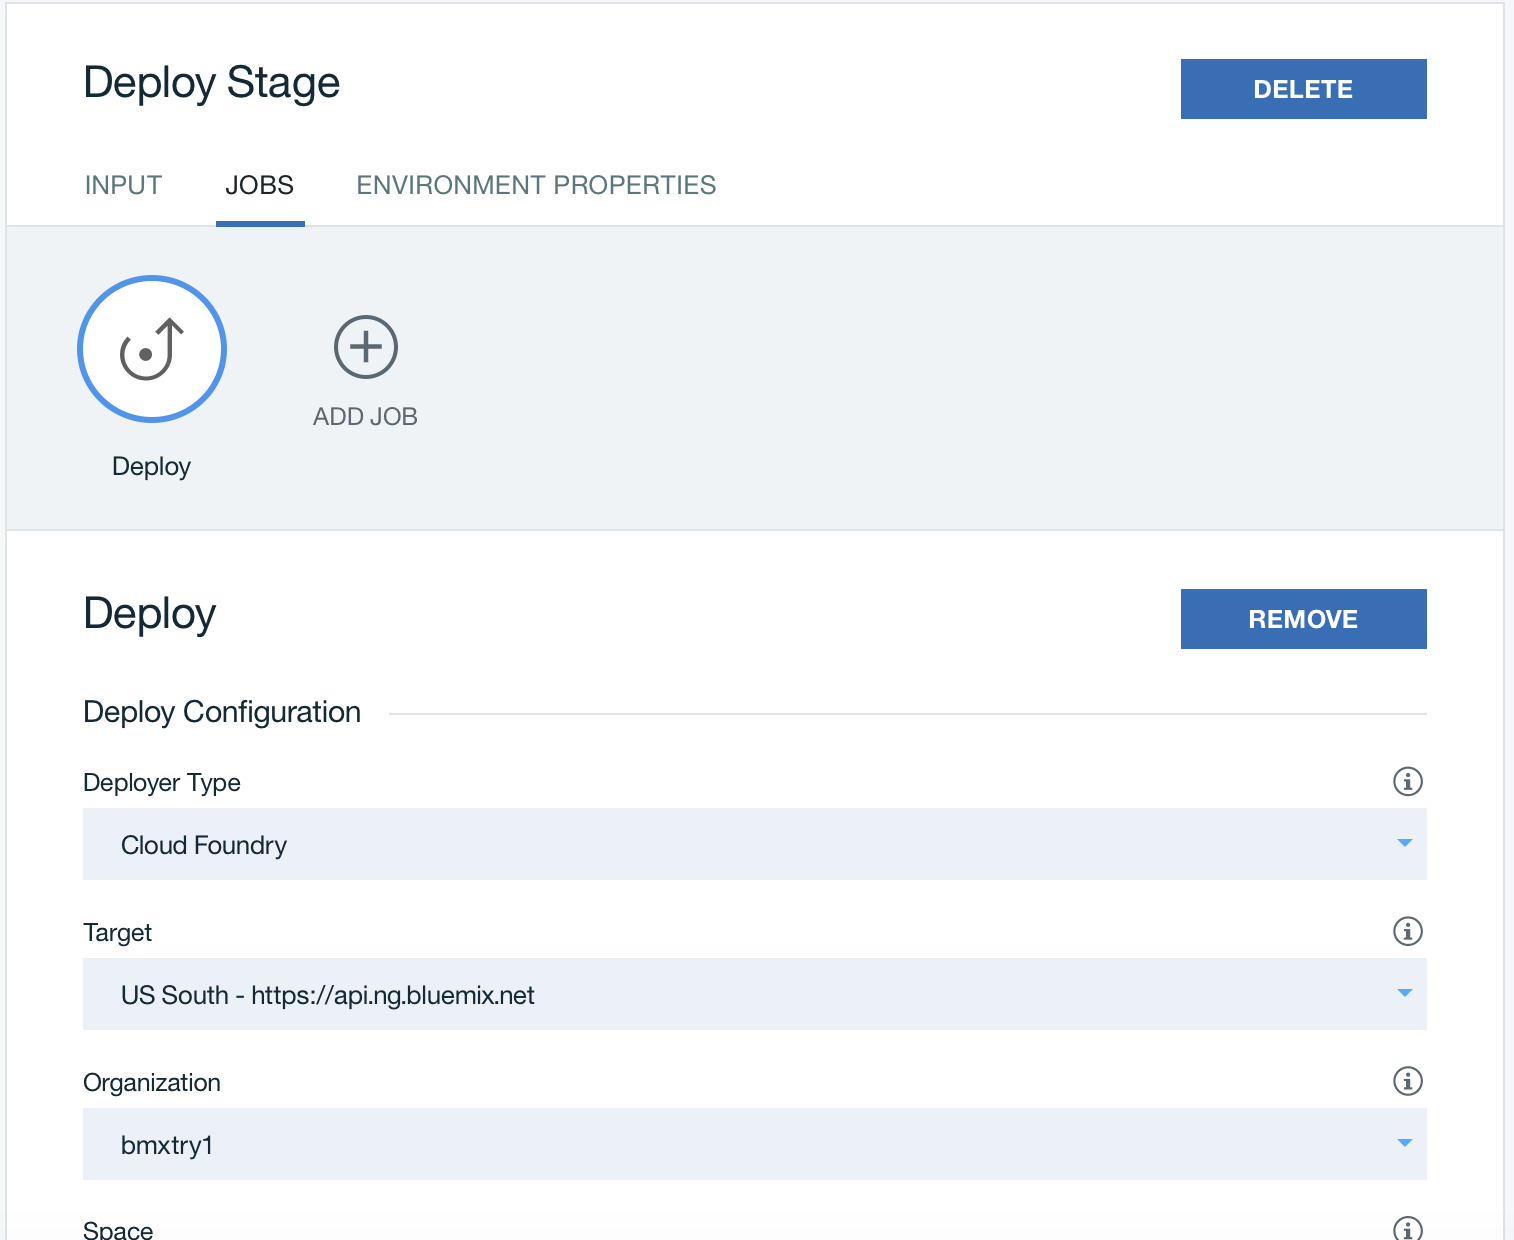 Deploy Stage
DELETE
INPUT JOBS ENVIRONMENT PROPERTIES
ADD JOB
Deploy
Deploy
REMOVE
Deploy Configuration
Deployer Type
Cloud Foundry
Target
US South - https://api.ng.bluemix.net
Organization
bmxtry1
Space